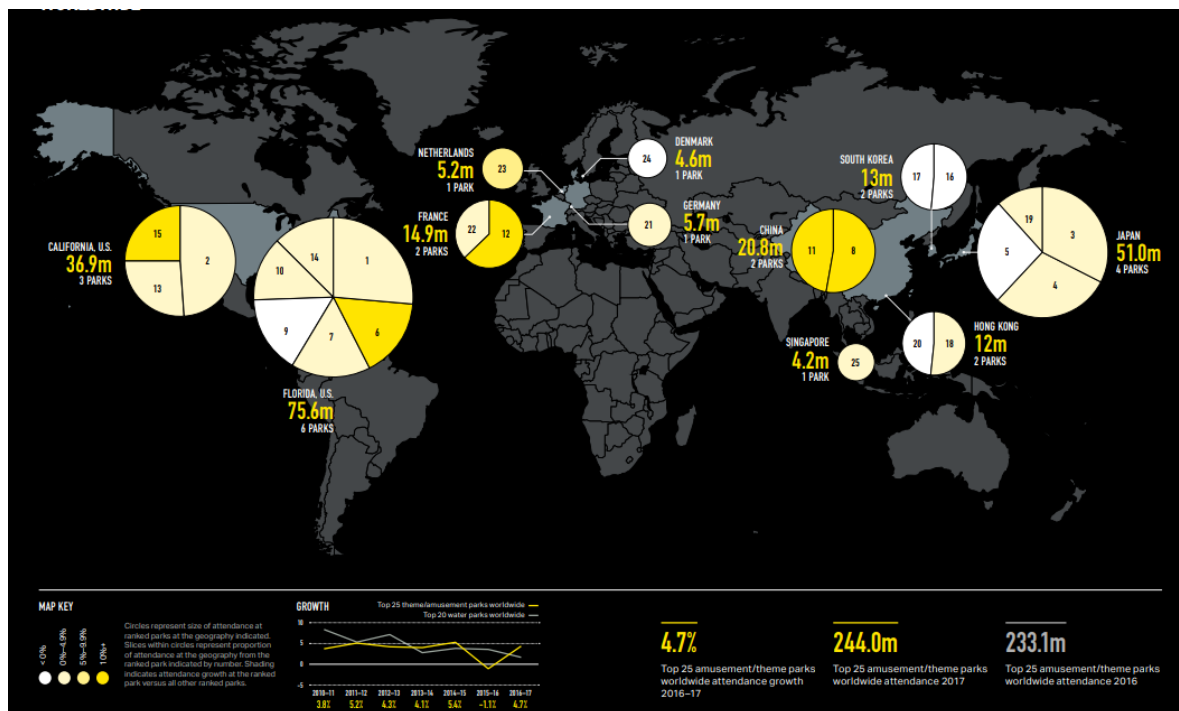 NETHERLANDS
5.2m
1 PARK
23
DENMARK
4.6m
1 PARK
24
SOUTH KOREA
13m
2 PARKS
17
16
FRANCE
14.9m
2 PARKS
22
12
GERMANY
5.7m
1 PARK
21
CHINA
20.8m
2 PARKS
11
8
JAPAN
51.0m
4 PARKS
19
3
5
4
CALIFORNIA, U.S.
36.9m
3 PARKS
15
2
13
14
1
10
9
7
6
FLORIDA, U.S.
75.6m
6 PARKS
SINGAPORE
4.2m
1 PARK
25
HONG KONG
12m
2 PARKS
20
18
MAP KEY
< 0%
0%–4.9%
5%–9.9%
10%+
Circles represent size of attendance at
ranked parks at the geography indicated.
Slices within circles represent proportion
of attendance at the geography from the
ranked park indicated by number. Shading
indicates attendance growth at the ranked
park versus all other ranked parks.
GROWTH
Top 25 theme/amusement parks worldwide
Top 20 water parks worldwide
10
5
0
-5
2010–11 2011–12 2012–13 2013–14 2014–15 2015–16 2016–17
3.8% 5.2% 4.3% 4.1% 5.4% -1.1% 4.7%
4.7%
Top 25 amusement/theme parks
worldwide attendance growth
2016–17
244.0m
Top 25 amusement/theme parks
worldwide attendance 2017
233.1m
Top 25 amusement/theme parks
worldwide attendance 2016